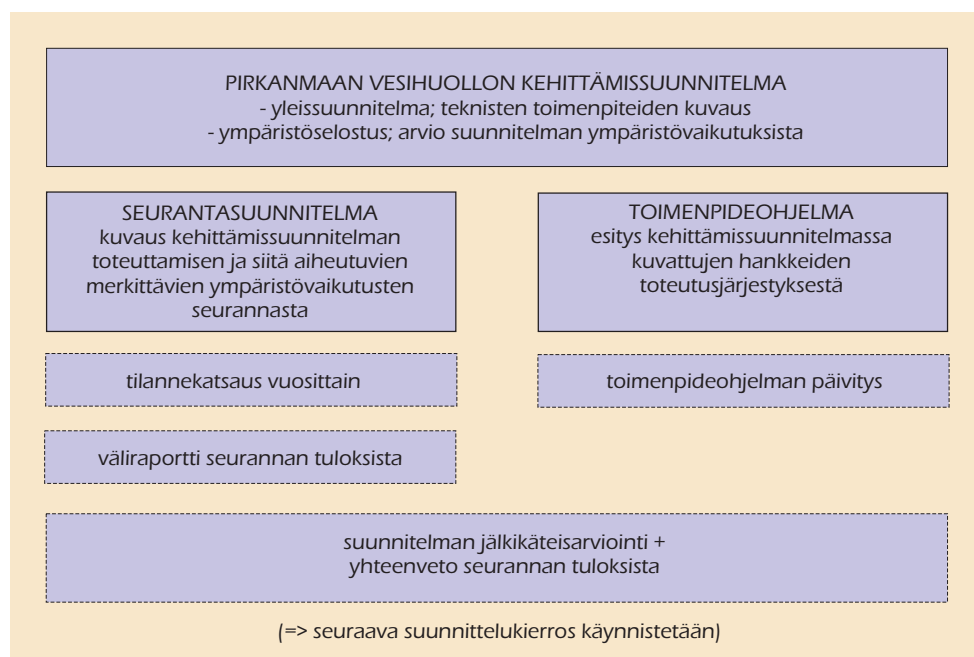 PIRKANMAAN VESIHUOLLON KEHITTÄMISSUUNNITELMA
- yleissuunnitelma; teknisten toimenpiteiden kuvaus
- ympäristöselostus; arvio suunnitelman ympäristövaikutuksista
SEURANTASUUNNITELMA
kuvaus kehittämissuunnitelman
toteuttamisen ja siitä aiheutuvien
merkittävien ympäristövaikutusten
seurannasta
TOIMENPIDEOHJELMA
esitys kehittämissuunnitelmassa
kuvattujen hankkeiden
toteutusjärjestyksestä
tilannekatsaus vuosittain
toimenpideohjelman päivitys
väliraportti seurannan tuloksista
suunnitelman jälkikäteisarviointi +
yhteenveto seurannan tuloksista
(=> seuraava suunnittelukierros käynnistetään)